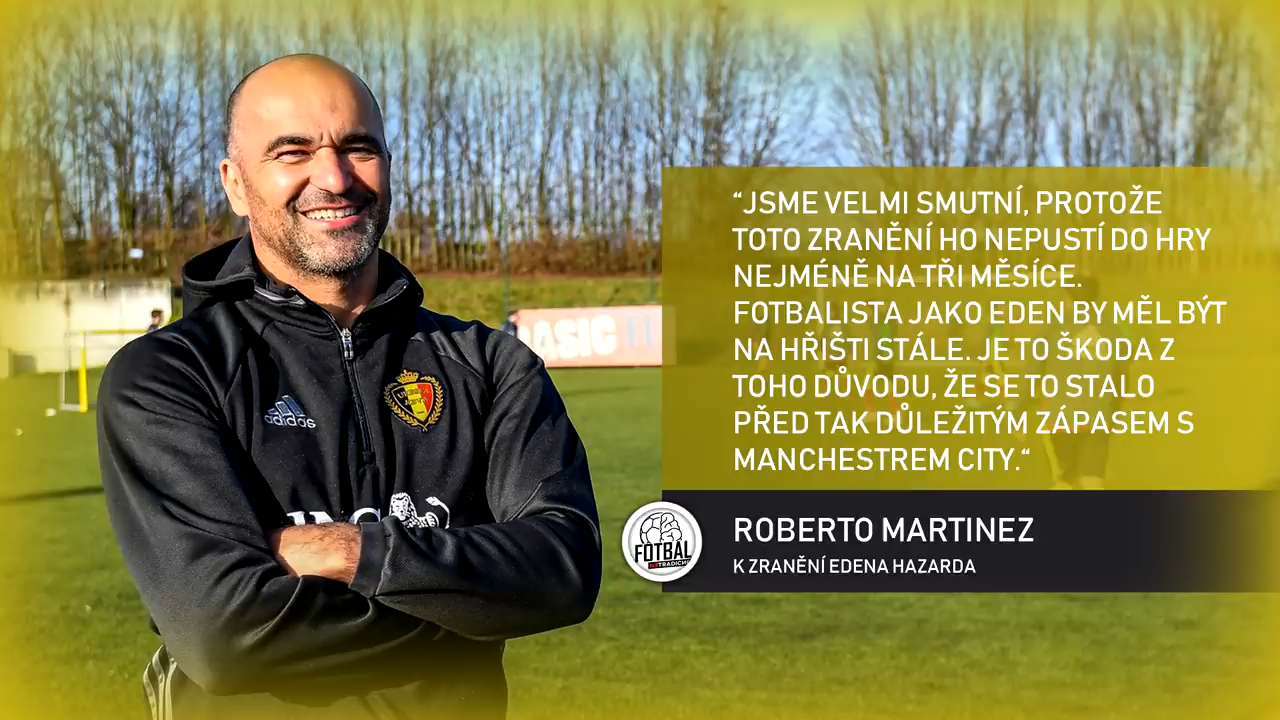 “JSME VELMI SMUTNÍ, PROTOŽE
TOTO ZRANĚNÍ HO NEPUSTÍ DO HRY
NEJMÉNĚ NA TŘI MĚSÍCE.
FOTBALISTA JAKO EDEN BY MĚL BÝT
NA HŘIŠTI STÁLE. JE TO ŠKODA Z
TOHO DŮVODU, ŽE SE TO STALO
PŘED TAK DŮLEŽITÝM ZÁPASEM S
MANCHESTREM CITY.“
ROBERTO MARTINEZ
K ZRANĚNÍ EDENA HAZARDA
FOTBAL
adidas
ING
BASIC